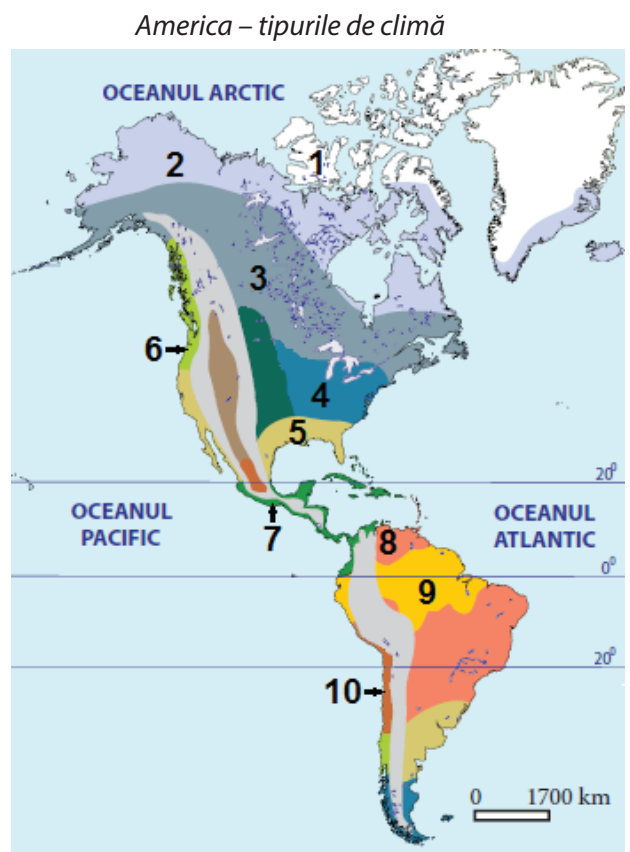 America – tipurile de climă
OCEANUL ARCTIC
2
1
3
6
4
5
20⁰
OCEANUL
PACIFIC
OCEANUL
ATLANTIC
7
8
0⁰
9
20⁰
10
0 1700 km